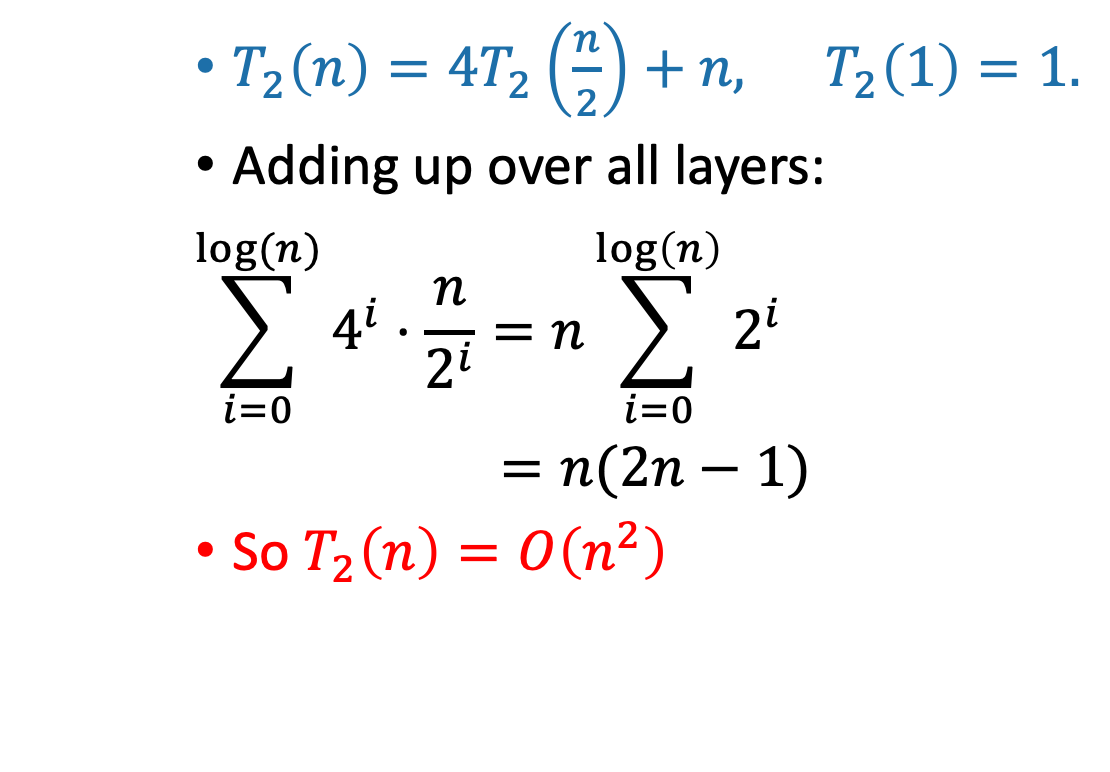 • T₂(n) = 4T₂(n/2) + n, T₂(1) = 1.
• Adding up over all layers:
∑_{i=0}^{log(n)} 4^i · n/2^i = n ∑_{i=0}^{log(n)} 2^i
= n(2n − 1)
• So T₂(n) = O(n²)